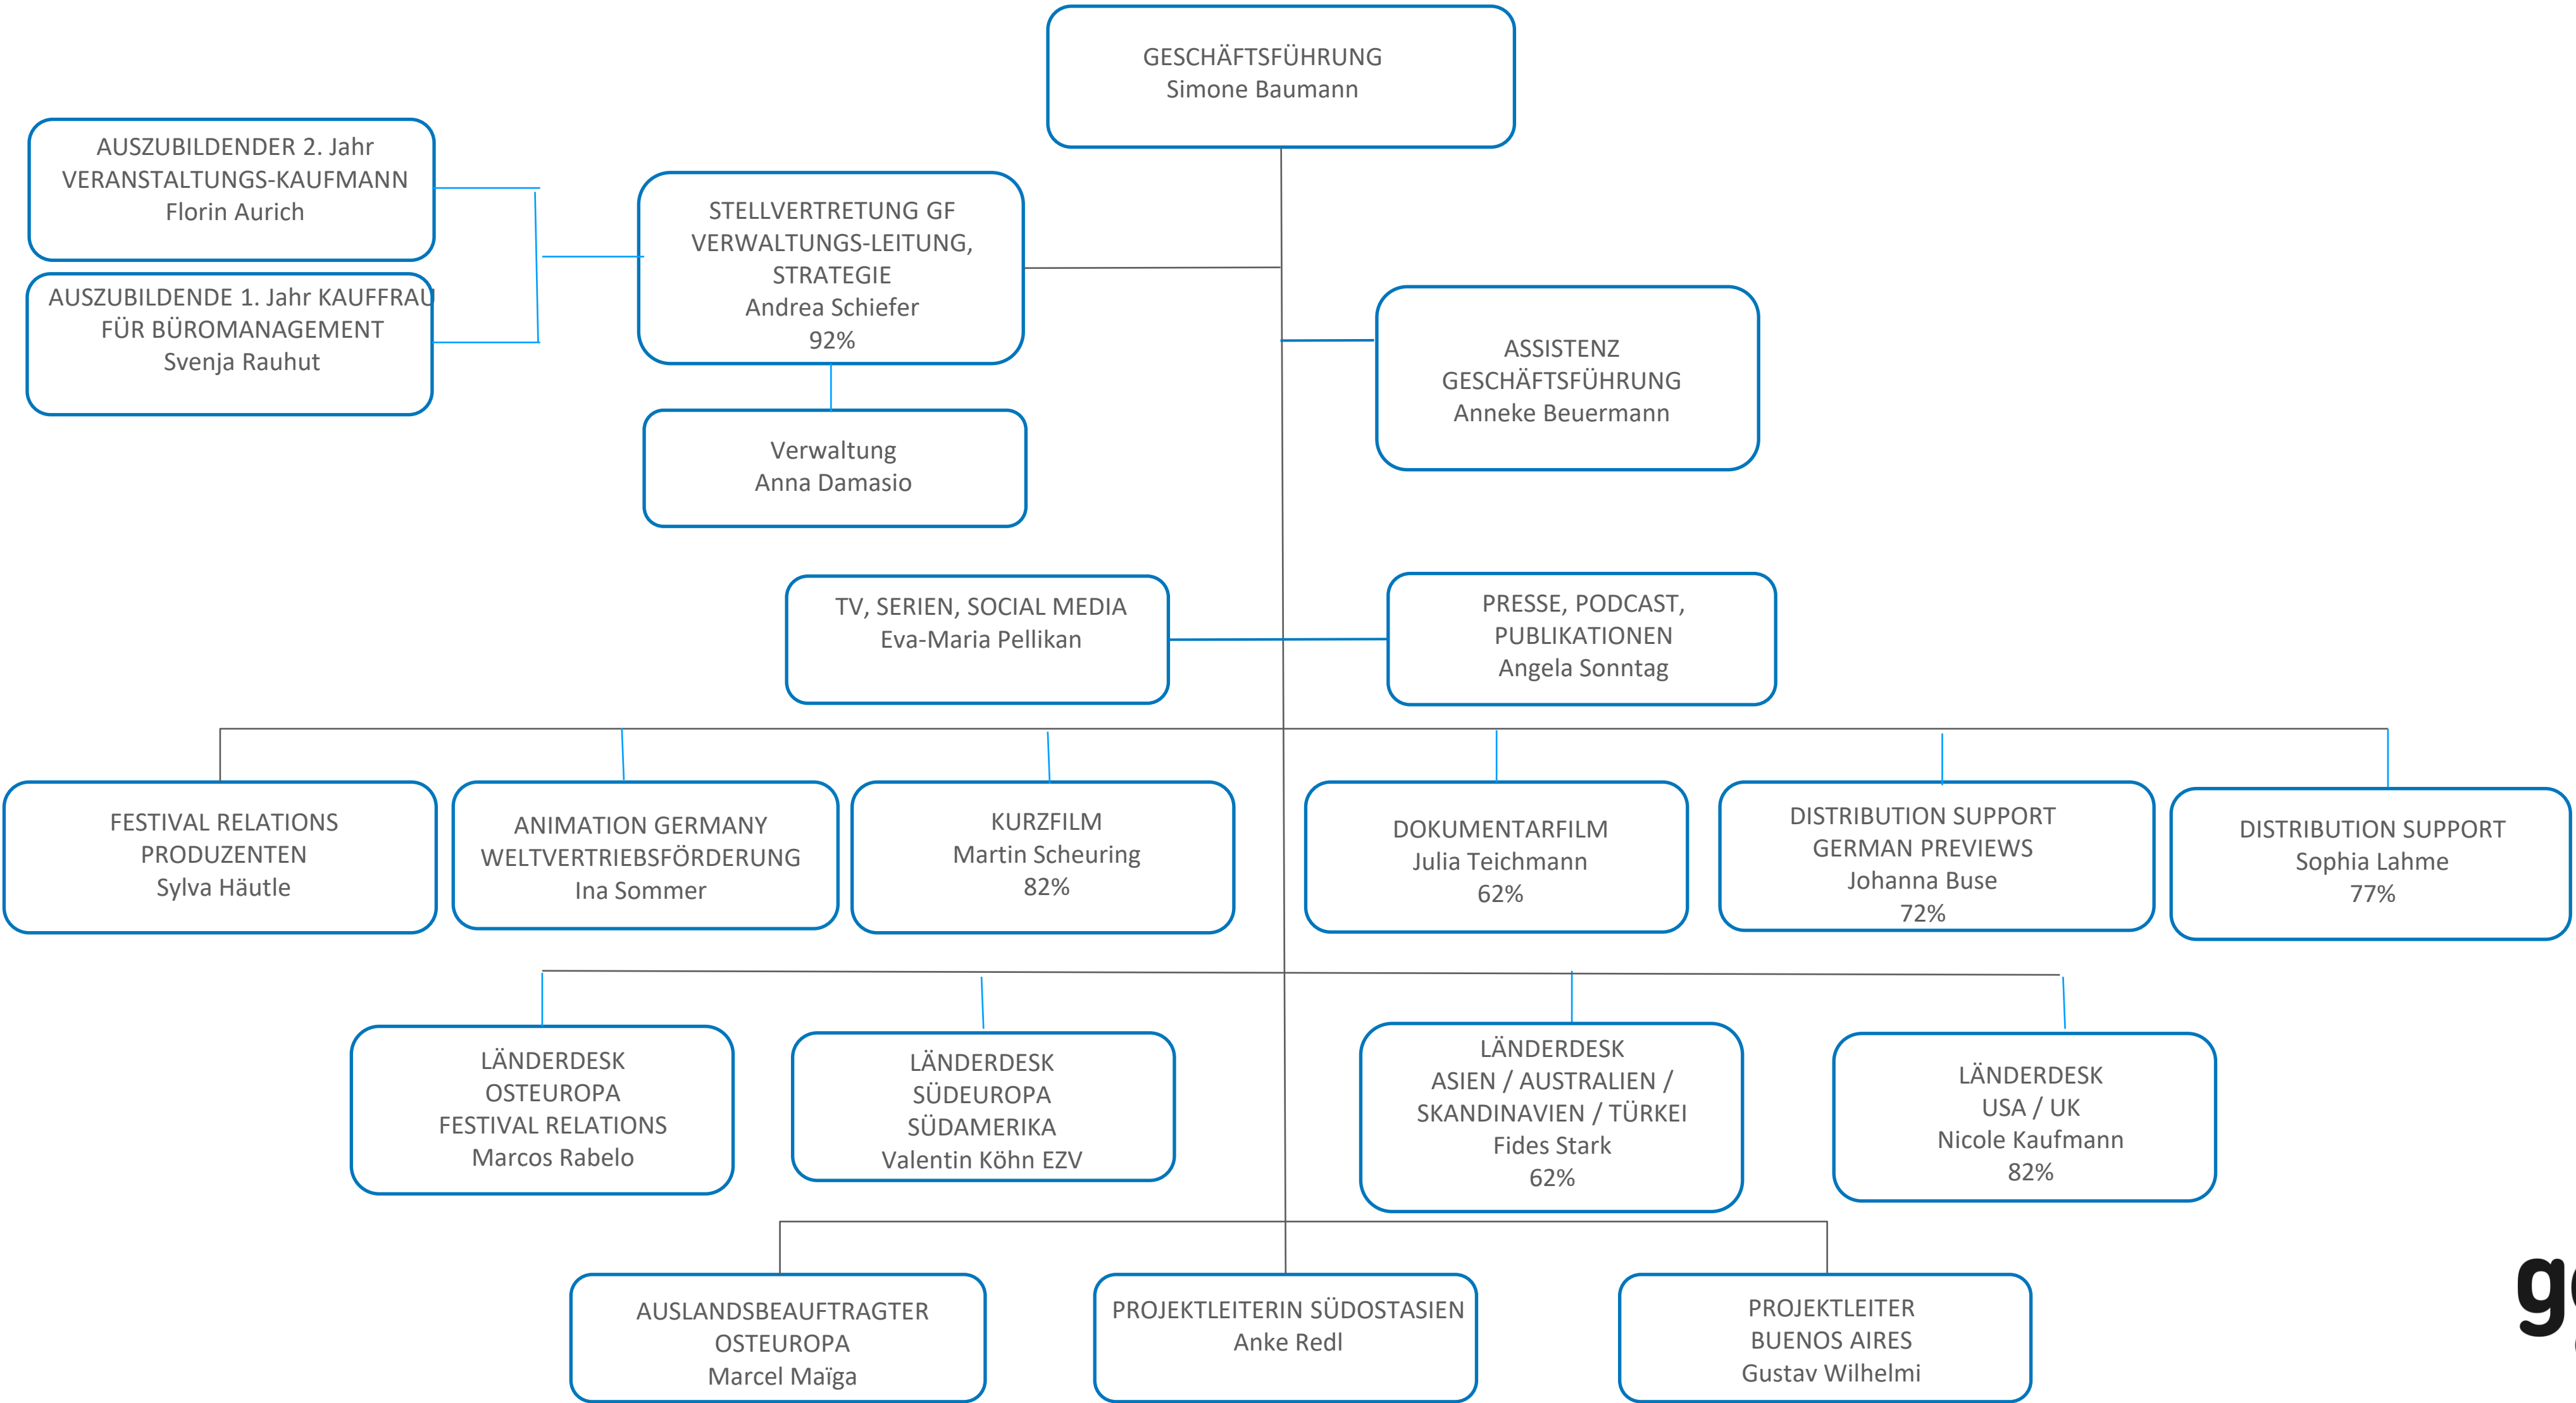 GESCHÄFTSFÜHRUNG
Simone Baumann
AUSZUBILDENDER 2. Jahr
VERANSTALTUNGS-KAUFMANN
Florin Aurich
AUSZUBILDENDE 1. Jahr KAUFFRAU
FÜR BÜROMANAGEMENT
Svenja Rauhut
STELLVERTRETUNG GF
VERWALTUNGS-LEITUNG,
STRATEGIE
Andrea Schiefer
92%
ASSISTENZ
GESCHÄFTSFÜHRUNG
Anneke Beuermann
Verwaltung
Anna Damasio
TV, SERIEN, SOCIAL MEDIA
Eva-Maria Pellikan
PRESSE, PODCAST,
PUBLIKATIONEN
Angela Sonntag
FESTIVAL RELATIONS
PRODUZENTEN
Sylva Häutle
ANIMATION GERMANY
WELTVERTRIEBSFÖRDERUNG
Ina Sommer
KURZFILM
Martin Scheuring
82%
DOKUMENTARFILM
Julia Teichmann
62%
DISTRIBUTION SUPPORT
GERMAN PREVIEWS
Johanna Buse
72%
DISTRIBUTION SUPPORT
Sophia Lahme
77%
LÄNDERDESK
OSTEUROPA
FESTIVAL RELATIONS
Marcos Rabelo
LÄNDERDESK
SÜDEUROPA
SÜDAMERIKA
Valentin Köhn EZV
LÄNDERDESK
ASIEN / AUSTRALIEN /
SKANDINAVIEN / TÜRKEI
Fides Stark
62%
LÄNDERDESK
USA / UK
Nicole Kaufmann
82%
AUSLANDSBEAUFTRAGTER
OSTEUROPA
Marcel Maïga
PROJEKTLEITERIN SÜDOSTASIEN
Anke Redl
PROJEKTLEITER
BUENOS AIRES
Gustav Wilhelmi